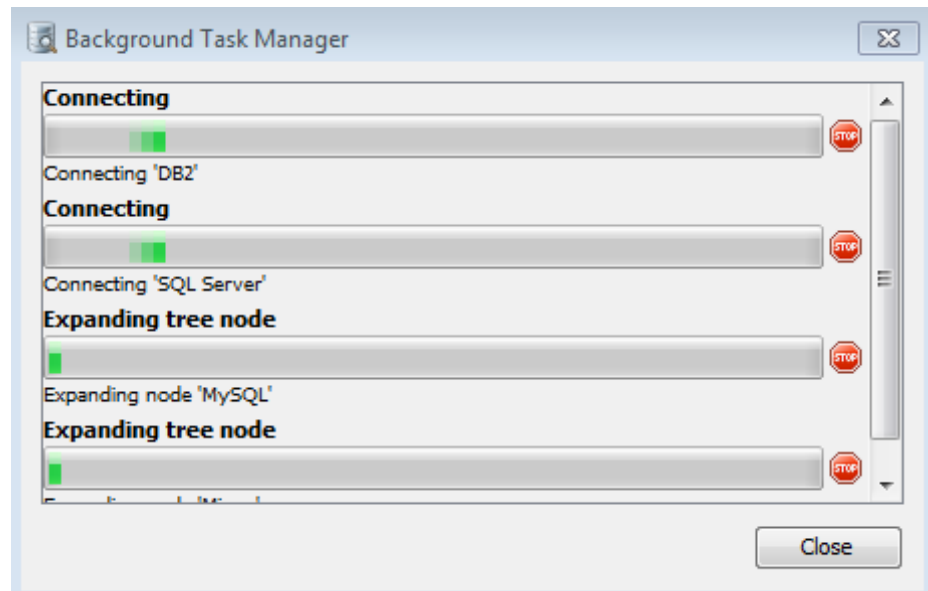 Background Task Manager
Connecting
STOP
Connecting 'DB2'
Connecting
STOP
Connecting 'SQL Server'
Expanding tree node
STOP
Expanding node 'MySQL'
Expanding tree node
STOP
Close